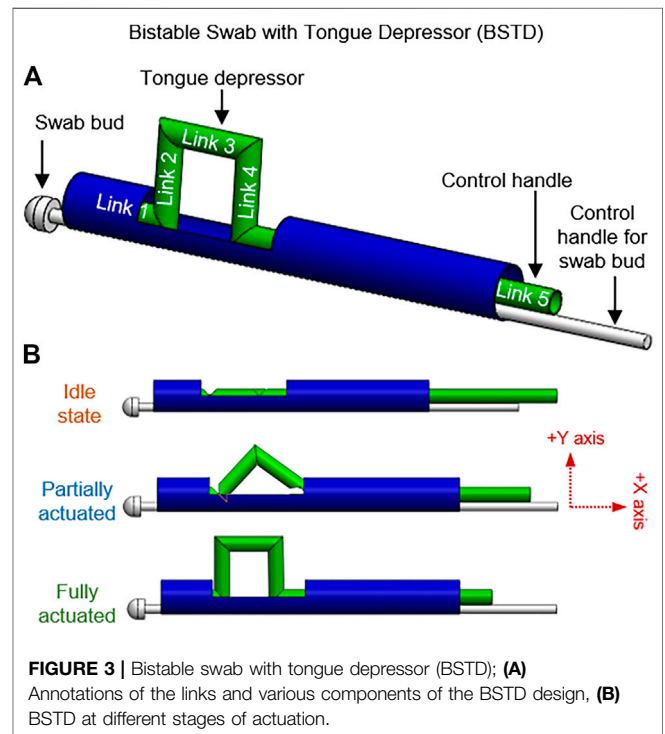 Bistable Swab with Tongue Depressor (BSTD)
A
Tongue depressor
Swab bud
Link 3
Link 2
Link 4
Link 1
Control handle
Control
handle for
swab bud
Link 5
B
Idle
state
+Y axis
+X axis
Partially
actuated
Fully
actuated
FIGURE 3 | Bistable swab with tongue depressor (BSTD); (A)
Annotations of the links and various components of the BSTD design, (B)
BSTD at different stages of actuation.